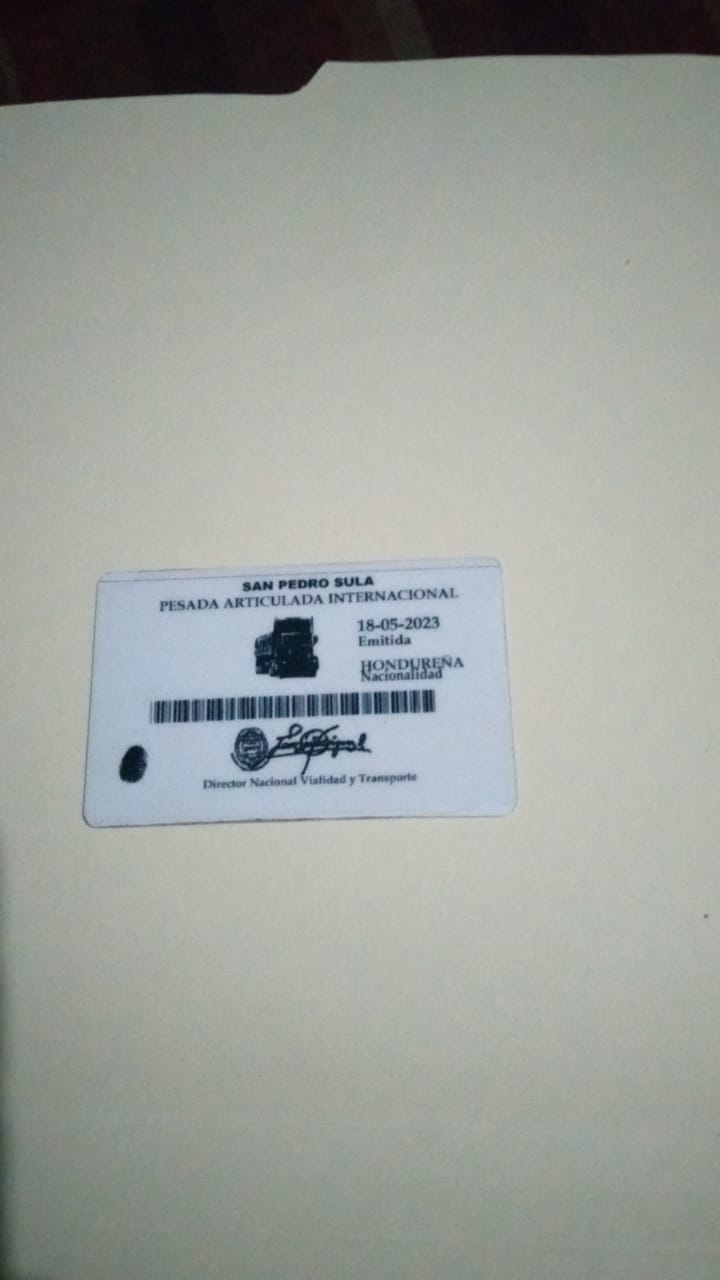 SAN PEDRO SULA
PESADA ARTICULADA INTERNACIONAL
18-05-2023
Emitida
HONDUREÑA
Nacionalidad
Director Nacional Vialidad y Transporte